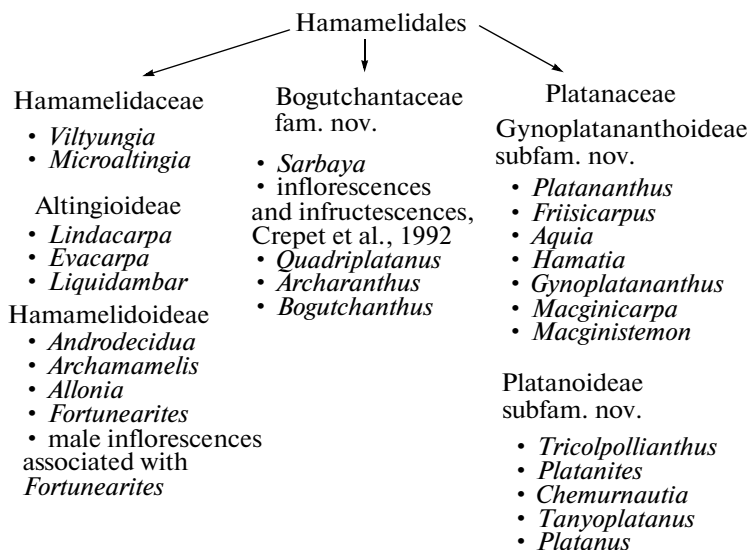 Hamamelidales
Hamamelidaceae
• Viltyungia
• Microaltingia
Altingioideae
• Lindacarpa
• Evacarpa
• Liquidambar
Hamamelidoideae
• Androdecidua
• Archamamelis
• Allonia
• Fortunearites
• male inflorescences
associated with
Fortunearites
Bogutchantaceae
fam. nov.
• Sarbaya
• inflorescences
and infructescences,
Crepet et al., 1992
• Quadriplatanus
• Archaranthus
• Bogutchanthus
Platanaceae
Gynoplatananthoideae
subfam. nov.
• Platananthus
• Friisicarpus
• Aquia
• Hamatia
• Gynoplatananthus
• Macginicarpa
• Macginistemon
Platanoideae
subfam. nov.
• Tricolpollianthus
• Platanites
• Chemurnautia
• Tanyoplatanus
• Platanus